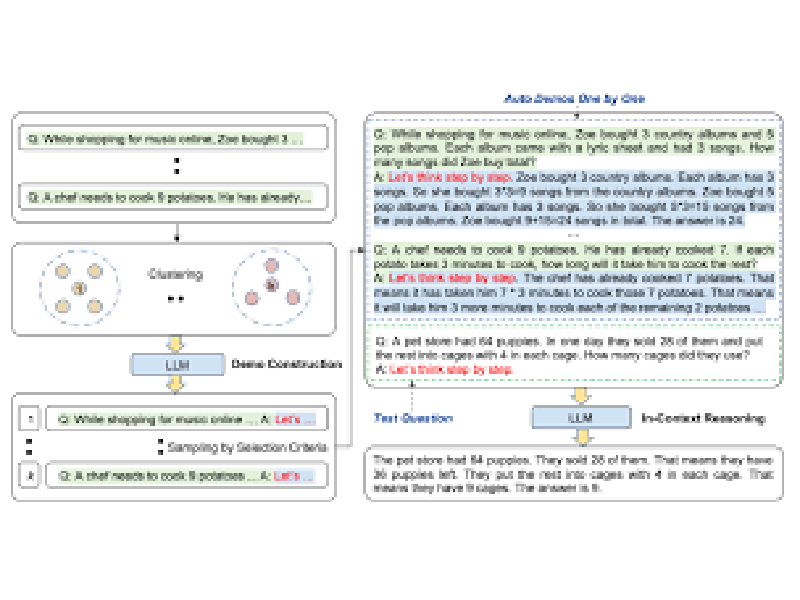 Auto Demos One by One
Q: While shopping for music online, Zoe bought 3 ...
Q: A chef needs to cook 9 potatoes. He has already...
Clustering
1
k
LLM
Demo Construction
1
Q: While shopping for music online ... A: Let's ...
Sampling by Selection Criteria
k
Q: A chef needs to cook 9 potatoes ... A: Let's ...
Q: While shopping for music online, Zoe bought 3 country albums and 5
pop albums. Each album came with a lyric sheet and had 3 songs. How
many songs did Zoe buy total?
A: Let's think step by step. Zoe bought 3 country albums. Each album has 3
songs. So she bought 3*3=9 songs from the country albums. Zoe bought 5
pop albums. Each album has 3 songs. So she bought 5*3=15 songs from
the pop albums. Zoe bought 9+15=24 songs in total. The answer is 24.
...
Q: A chef needs to cook 9 potatoes. He has already cooked 7. If each
potato takes 3 minutes to cook, how long will it take him to cook the rest?
A: Let's think step by step. The chef has already cooked 7 potatoes. That
means it has taken him 7 * 3 minutes to cook those 7 potatoes. That means
it will take him 3 more minutes to cook each of the remaining 2 potatoes ...
Q: A pet store had 64 puppies. In one day they sold 28 of them and put
the rest into cages with 4 in each cage. How many cages did they use?
A: Let's think step by step.
Test Question
LLM
In-Context Reasoning
The pet store had 64 puppies. They sold 28 of them. That means they have
36 puppies left. They put the rest into cages with 4 in each cage. That
means they have 9 cages. The answer is 9.